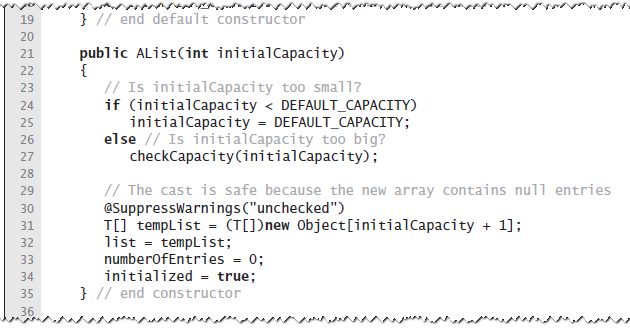 19 } // end default constructor
20
21 public AList(int initialCapacity)
22 {
23 // Is initialCapacity too small?
24 if (initialCapacity < DEFAULT_CAPACITY)
25 initialCapacity = DEFAULT_CAPACITY;
26 else // Is initialCapacity too big?
27 checkCapacity(initialCapacity);
28
29 // The cast is safe because the new array contains null entries
30 @SuppressWarnings("unchecked")
31 T[] tempList = (T[])new Object[initialCapacity + 1];
32 list = tempList;
33 numberOfEntries = 0;
34 initialized = true;
35 } // end constructor
36